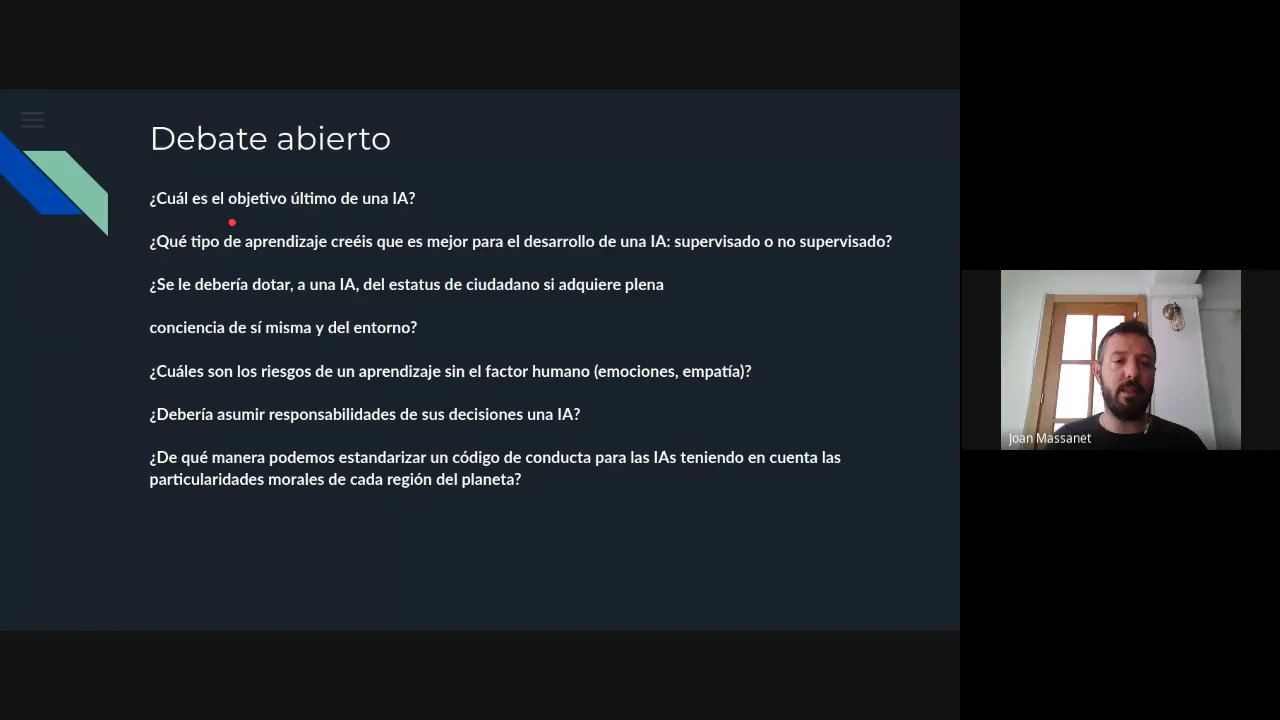 Debate abierto
¿Cuál es el objetivo último de una IA?
¿Qué tipo de aprendizaje creéis que es mejor para el desarrollo de una IA: supervisado o no supervisado?
¿Se le debería dotar, a una IA, del estatus de ciudadano si adquiere plena
conciencia de sí misma y del entorno?
¿Cuáles son los riesgos de un aprendizaje sin el factor humano (emociones, empatía)?
¿Debería asumir responsabilidades de sus decisiones una IA?
¿De qué manera podemos estandarizar un código de conducta para las IAs teniendo en cuenta las
particularidades morales de cada región del planeta?
Joan Massanet